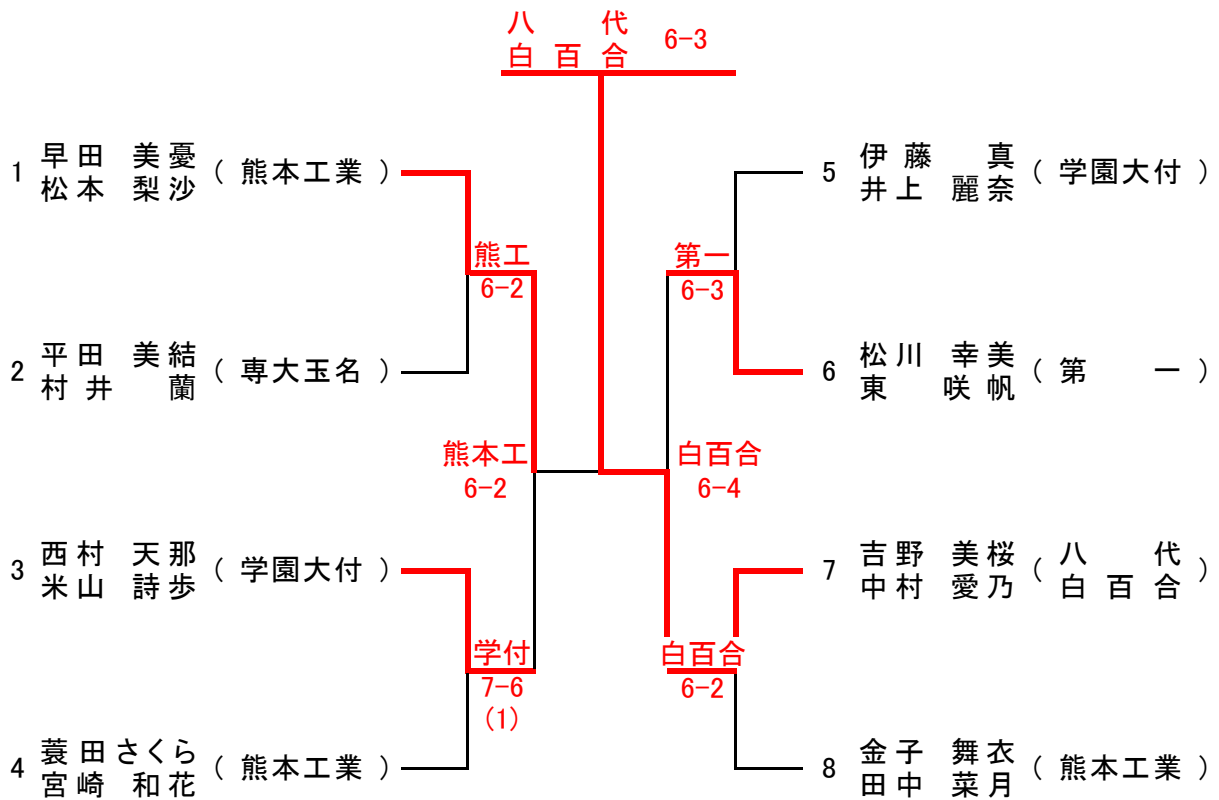 八 代
白 百 合 6-3
1 早田 美憂
松本 梨沙 ( 熊本工業 )
5 伊藤 真
井上 麗奈 ( 学園大付 )
熊工
6-2
第一
6-3
2 平田 美結
村井 蘭 ( 専大玉名 )
6 松川 幸美
東 咲帆 ( 第 一 )
熊本工
6-2
白百合
6-4
3 西村 天那
米山 詩歩 ( 学園大付 )
7 吉野 美桜
中村 愛乃 ( 八 代
白 百 合 )
学付
7-6
(1)
白百合
6-2
4 蓑田さくら
宮崎 和花 ( 熊本工業 )
8 金子 舞衣
田中 菜月 ( 熊本工業 )